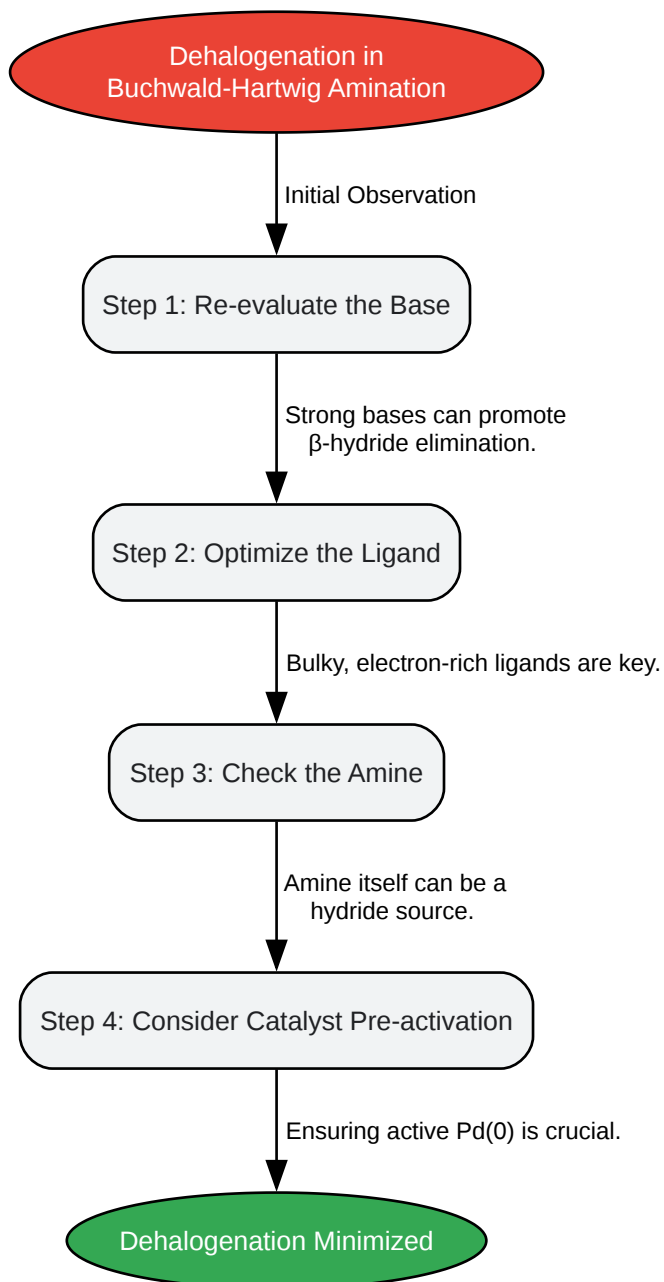 Dehalogenation in
Buchwald-Hartwig Amination
Initial Observation
Step 1: Re-evaluate the Base
Strong bases can promote
β-hydride elimination.
Step 2: Optimize the Ligand
Bulky, electron-rich ligands are key.
Step 3: Check the Amine
Amine itself can be a
hydride source.
Step 4: Consider Catalyst Pre-activation
Ensuring active Pd(0) is crucial.
Dehalogenation Minimized